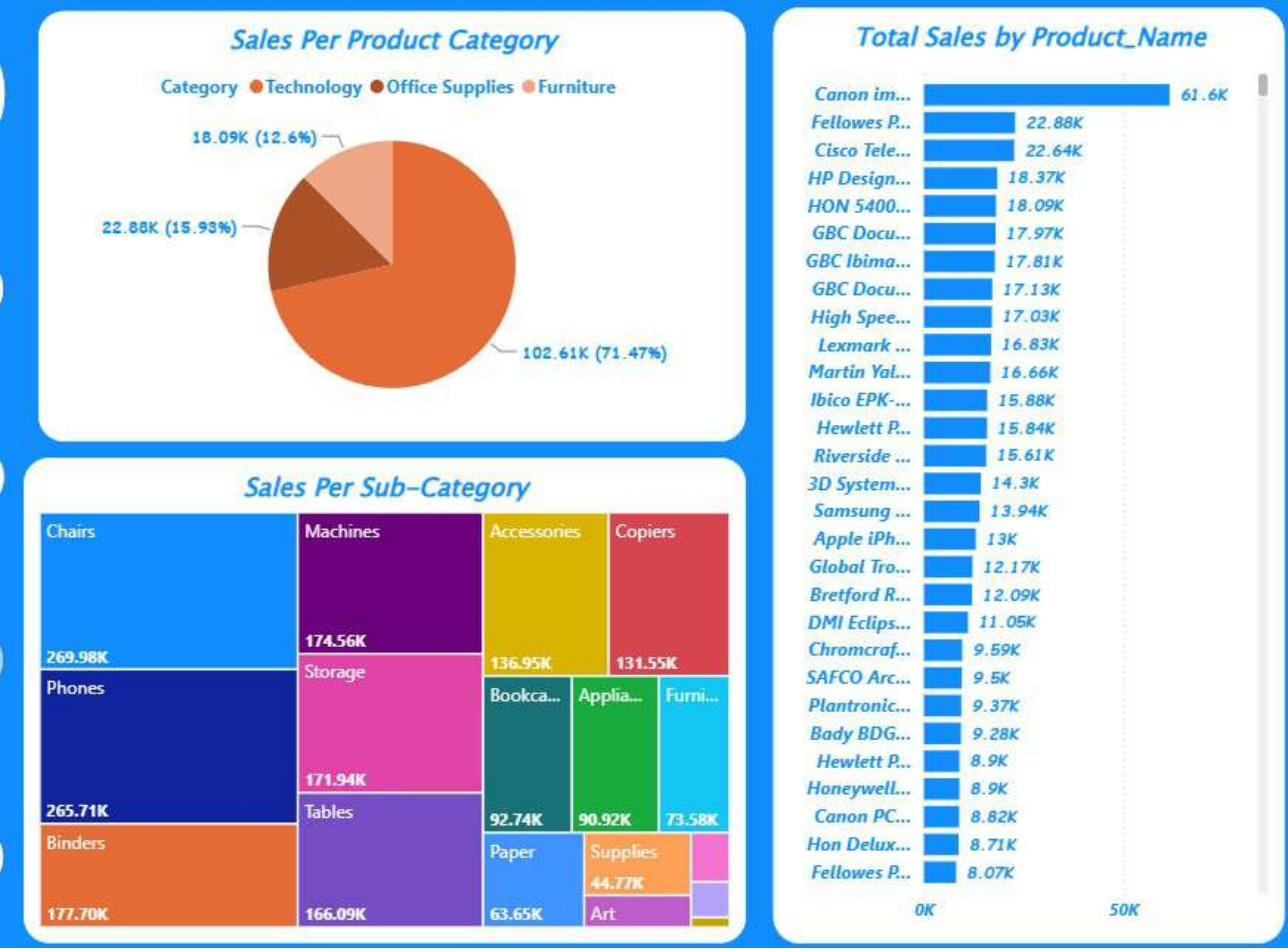 Sales Per Product Category
Category Technology Office Supplies Furniture
18.09K (12.6%)
22.88K (15.93%)
102.61K (71.47%)
Sales Per Sub-Category
Chairs
269.98K
Phones
265.71K
Binders
177.70K
Machines
174.56K
Storage
171.94K
Tables
166.09K
Accessories
136.95K
Copiers
131.55K
Bookca...
92.74K
Applia...
90.92K
Furni...
73.58K
Paper
63.65K
Supplies
44.77K
Art
Total Sales by Product_Name
Canon im... 61.6K
Fellowes P... 22.88K
Cisco Tele... 22.64K
HP Design... 18.37K
HON 5400... 18.09K
GBC Docu... 17.97K
GBC Ibima... 17.81K
GBC Docu... 17.13K
High Spee... 17.03K
Lexmark ... 16.83K
Martin Yal... 16.66K
Ibico EPK-... 15.88K
Hewlett P... 15.84K
Riverside ... 15.61K
3D System... 14.3K
Samsung ... 13.94K
Apple iPh... 13K
Global Tro... 12.17K
Bretford R... 12.09K
DMI Eclips... 11.05K
Chromcraf... 9.59K
SAFCO Arc... 9.5K
Plantronic... 9.37K
Bady BDG... 9.28K
Hewlett P... 8.9K
Honeywell... 8.9K
Canon PC... 8.82K
Hon Delux... 8.71K
Fellowes P... 8.07K
0K 50K